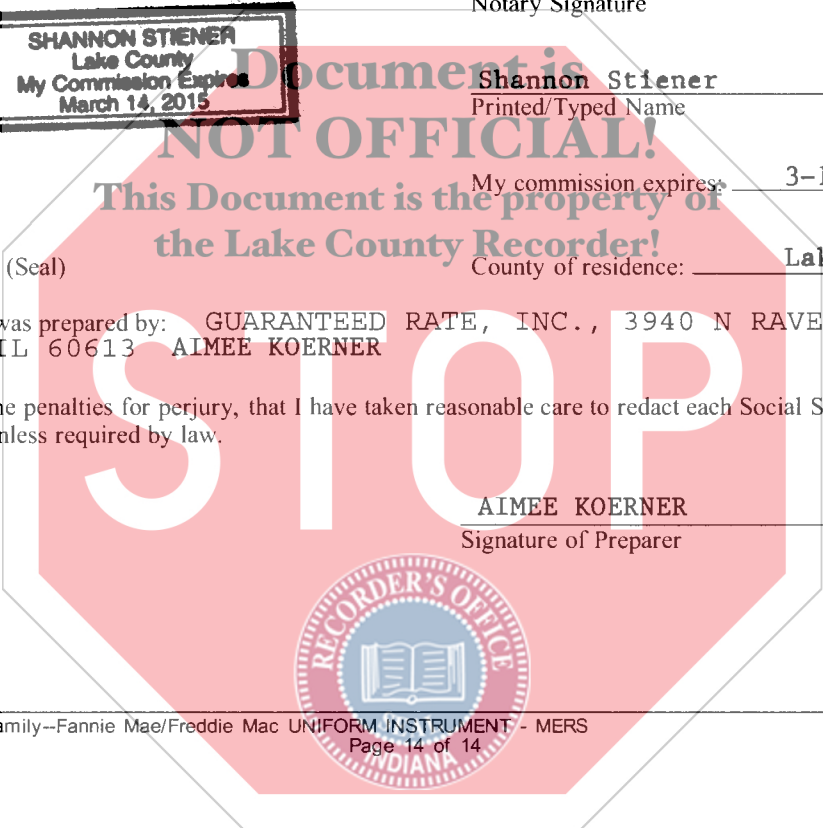 Notary Signature
SHANNON STIENER
Lake County
My Commission Expires
March 14, 2015
Document is
NOT OFFICIAL!
This Document is the property of
the Lake County Recorder!
Shannon Stiener
Printed/Typed Name
My commission expires: 3-1
(Seal)
County of residence: Lak
was prepared by: GUARANTEED RATE, INC., 3940 N RAVE
IL 60613 AIMEE KOERNER
e penalties for perjury, that I have taken reasonable care to redact each Social S
nless required by law.
STOP
AIMEE KOERNER
Signature of Preparer
RECORDER'S OFFICE
INDIANA
amily--Fannie Mae/Freddie Mac UNIFORM INSTRUMENT - MERS
Page 14 of 14